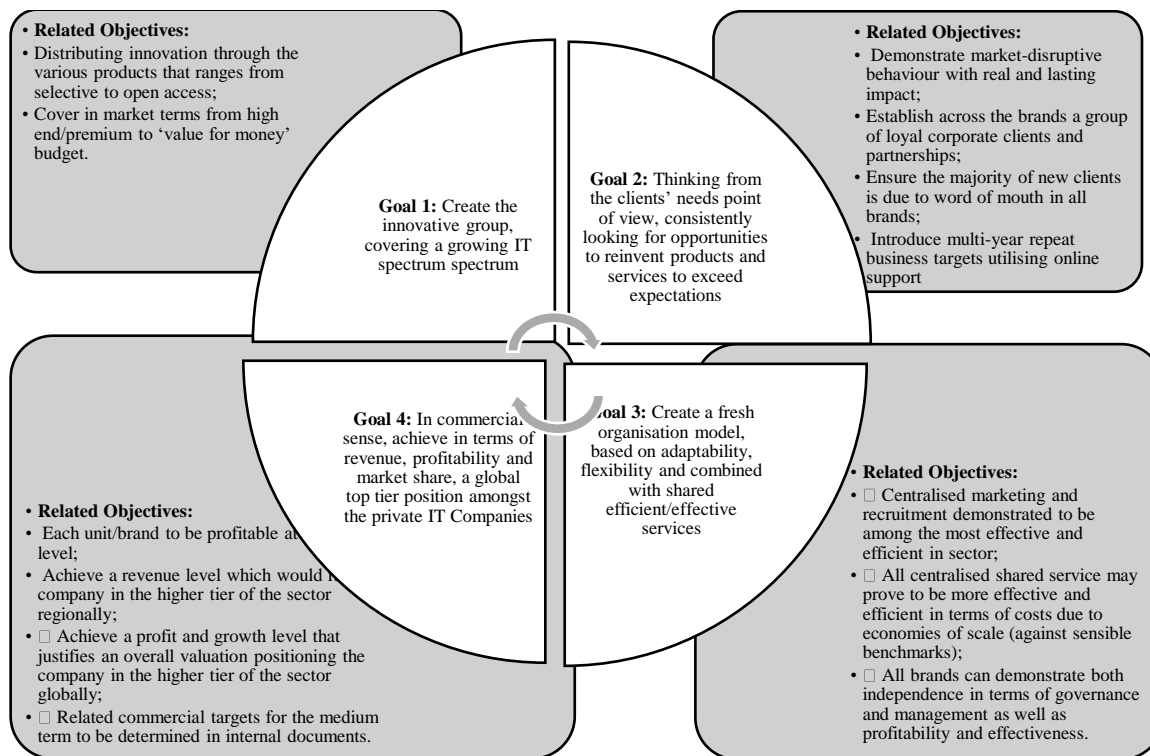 • Related Objectives:
• Distributing innovation through the
various products that ranges from
selective to open access;
• Cover in market terms from high
end/premium to ‘value for money’
budget.
Goal 1: Create the
innovative group,
covering a growing IT
spectrum spectrum
Goal 2: Thinking from
the clients’ needs point
of view, consistently
looking for opportunities
to reinvent products and
services to exceed
expectations
• Related Objectives:
• Demonstrate market-disruptive
behaviour with real and lasting
impact;
• Establish across the brands a group
of loyal corporate clients and
partnerships;
• Ensure the majority of new clients
is due to word of mouth in all
brands;
• Introduce multi-year repeat
business targets utilising online
support
Goal 4: In commercial
sense, achieve in terms of
revenue, profitability and
market share, a global
top tier position amongst
the private IT Companies
Goal 3: Create a fresh
organisation model,
based on adaptability,
flexibility and combined
with shared
efficient/effective
services
• Related Objectives:
• Each unit/brand to be profitable at
level;
• Achieve a revenue level which would
company in the higher tier of the sector
regionally;
• □ Achieve a profit and growth level that
justifies an overall valuation positioning the
company in the higher tier of the sector
globally;
• □ Related commercial targets for the medium
term to be determined in internal documents.
• Related Objectives:
• □ Centralised marketing and
recruitment demonstrated to be
among the most effective and
efficient in sector;
• □ All centralised shared service may
prove to be more effective and
efficient in terms of costs due to
economies of scale (against sensible
benchmarks);
• □ All brands can demonstrate both
independence in terms of governance
and management as well as
profitability and effectiveness.